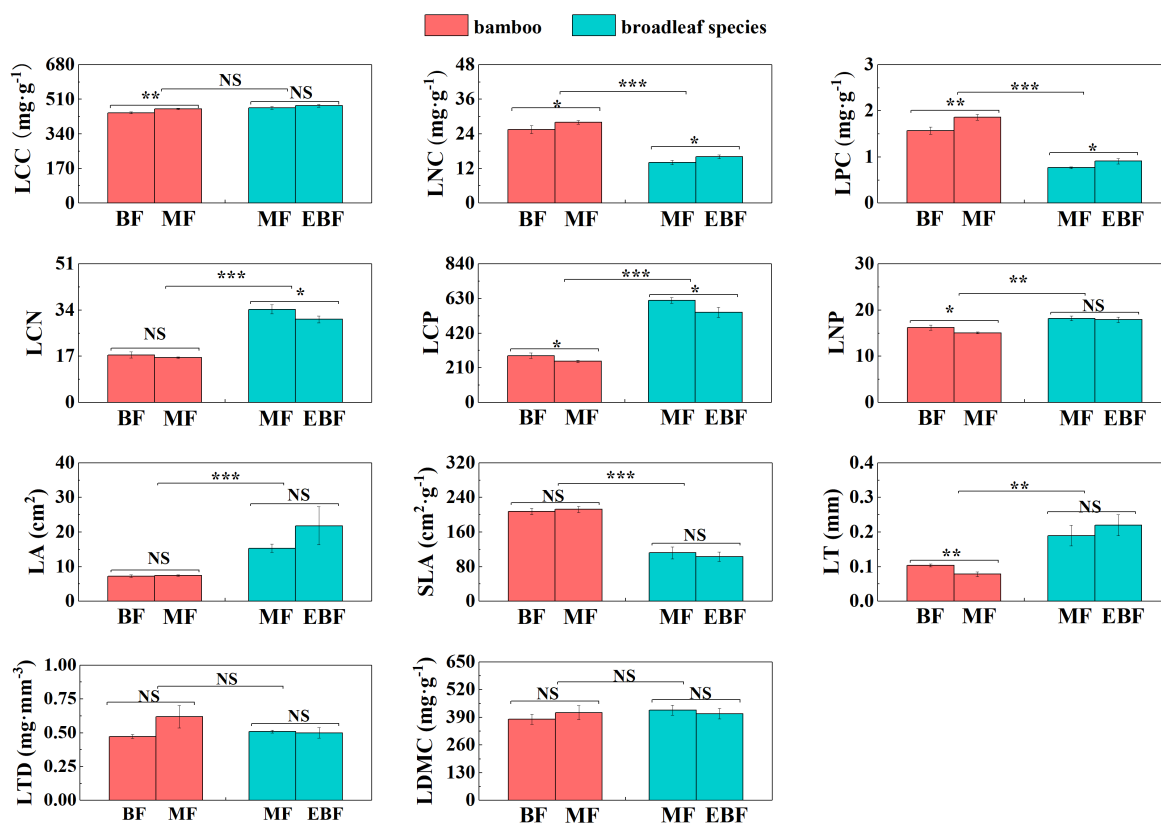 bamboo broadleaf species
LCC (mg·g-1)
680
510
340
170
0
** NS NS
BF MF MF EBF
LNC (mg·g-1)
48
36
24
12
0
* *** *
BF MF MF EBF
LPC (mg·g-1)
3
2
1
0
** *** *
BF MF MF EBF
LCN
51
34
17
0
NS *** *
BF MF MF EBF
LCP
840
630
420
210
0
* *** *
BF MF MF EBF
LNP
30
20
10
0
* ** NS
BF MF MF EBF
LA (cm2)
40
30
20
10
0
NS *** NS
BF MF MF EBF
SLA (cm2·g-1)
320
240
160
80
0
NS *** NS
BF MF MF EBF
LT (mm)
0.4
0.3
0.2
0.1
0.0
** ** NS
BF MF MF EBF
LTD (mg·mm-3)
1.00
0.75
0.50
0.25
0.00
NS NS NS
BF MF MF EBF
LDMC (mg·g-1)
650
520
390
260
130
0
NS NS NS
BF MF MF EBF